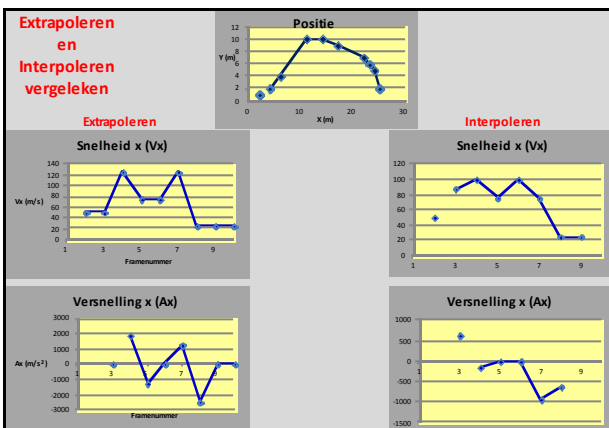 Extrapoleren
en
Interpoleren
vergeleken
Positie
12
10
8
6
4
2
0
Y (m)
0 10 20 30
X (m)
Extrapoleren
Interpoleren
Snelheid x (Vx)
140
120
100
80
60
40
20
0
Vx (m/s)
1 3 5 7 9
Framenummer
Snelheid x (Vx)
120
100
80
60
40
20
0
1 3 5 7 9
Versnelling x (Ax)
3000
2000
1000
0
-1000
-2000
-3000
Ax (m/s²)
1 3 5 7 9
Framenummer
Versnelling x (Ax)
1000
500
0
-500
-1000
-1500
1 3 5 7 9